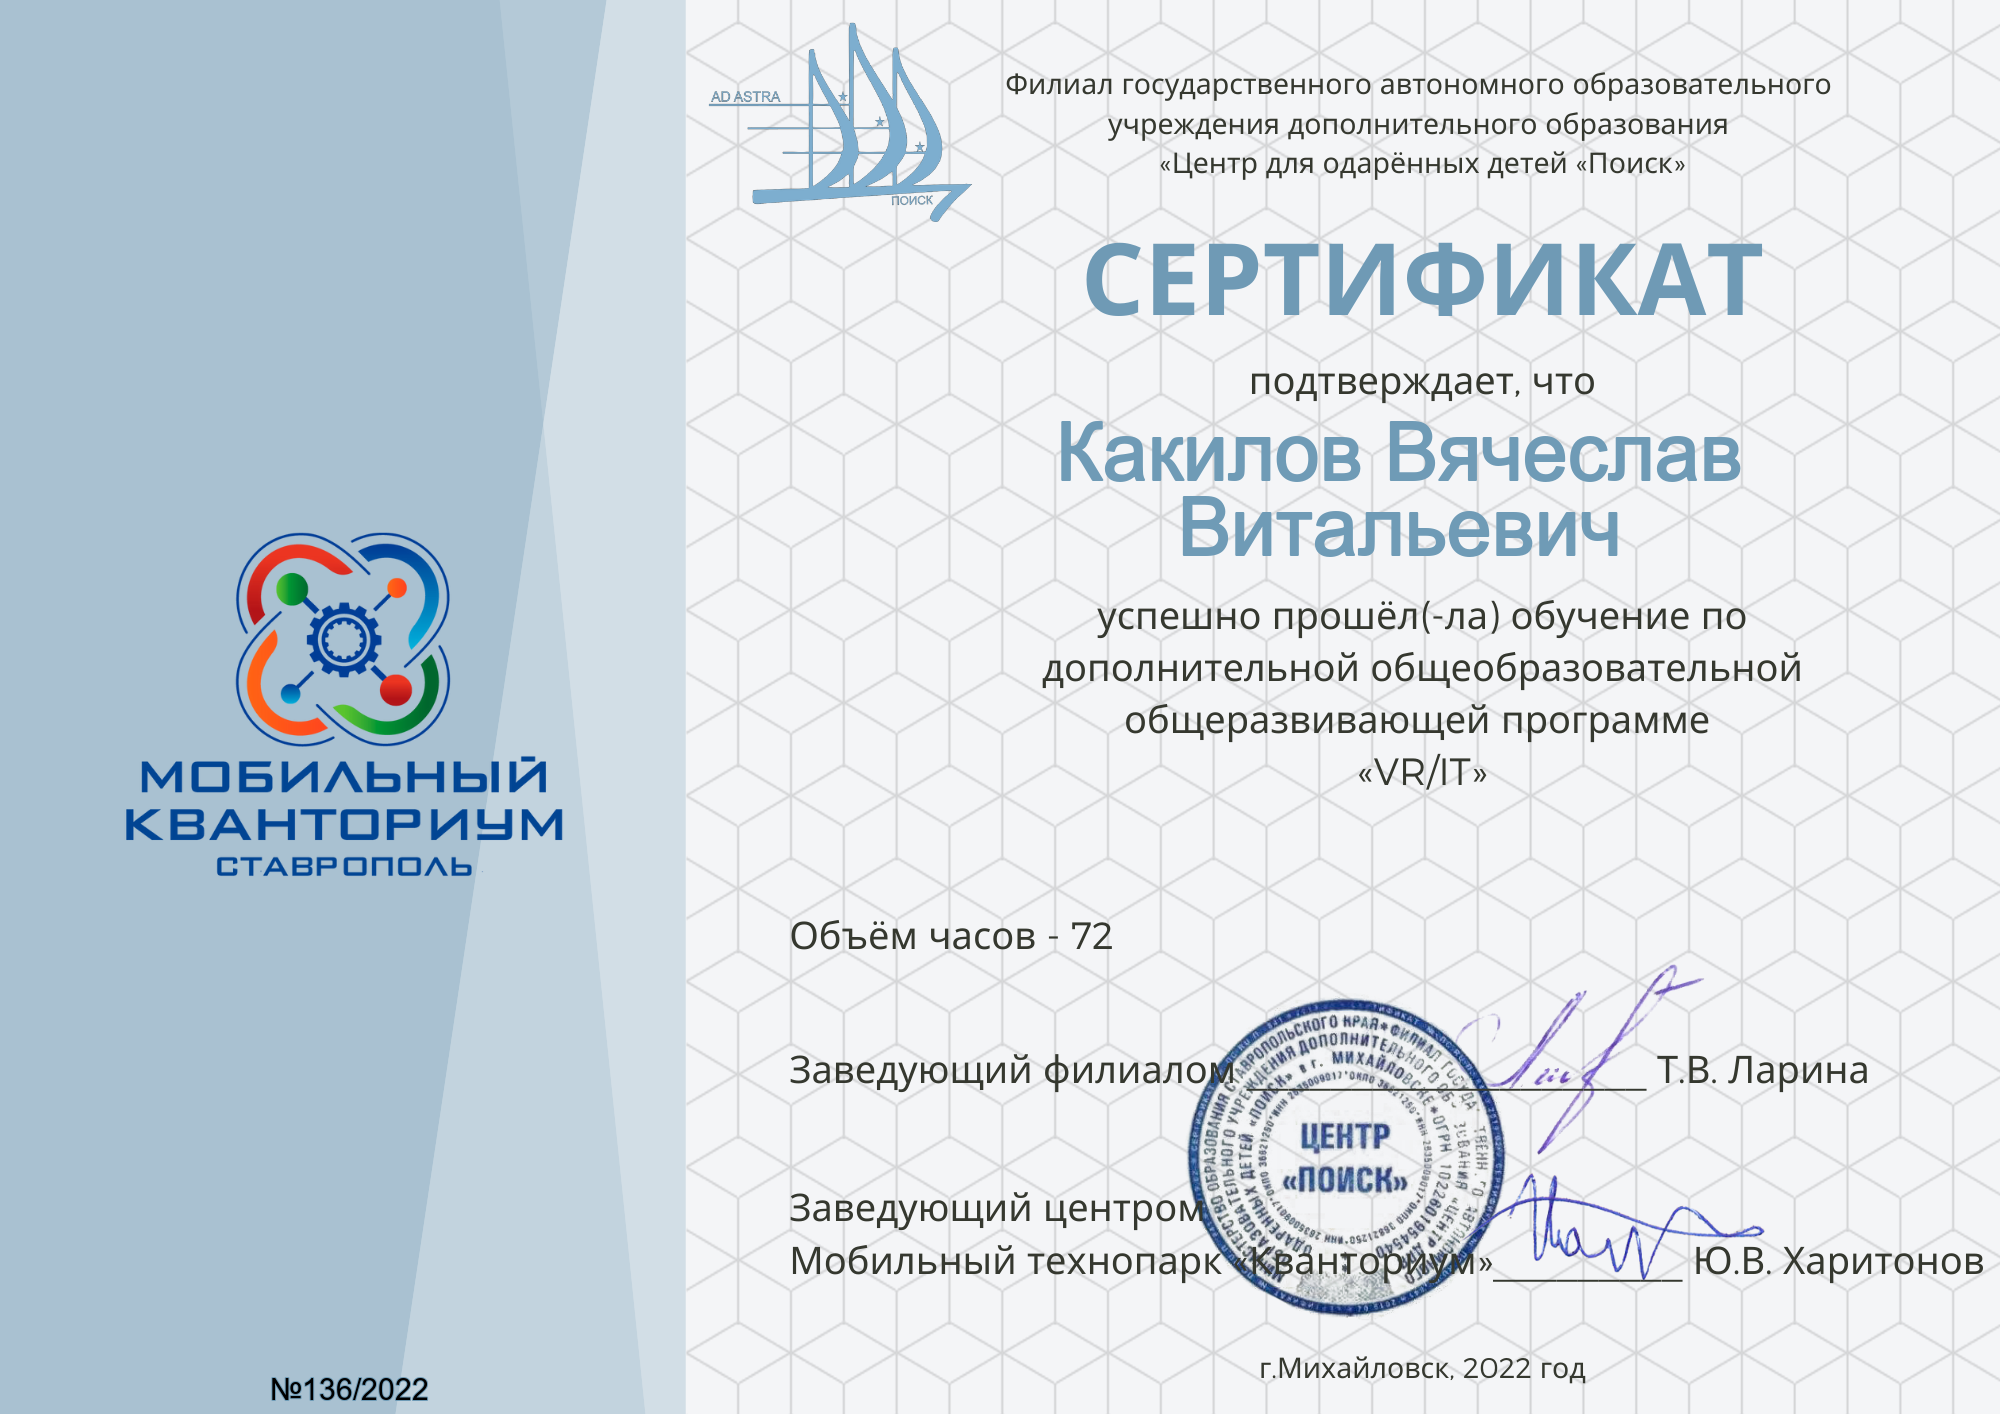 AD ASTRA
ПОИСК
Филиал государственного автономного образовательного
учреждения дополнительного образования
«Центр для одарённых детей «Поиск»
СЕРТИФИКАТ
подтверждает, что
Какилов Вячеслав
Витальевич
успешно прошёл(-ла) обучение по
дополнительной общеобразовательной
общеразвивающей программе
«VR/IT»
МОБИЛЬНЫЙ
КВАНТОРИУМ
СТАВРОПОЛЬ
Объём часов - 72
Заведующий филиалом Т.В. Ларина
ЦЕНТР
«ПОИСК»
Заведующий центром
Мобильный технопарк «Кванториум» Ю.В. Харитонов
г.Михайловск, 2022 год
№136/2022